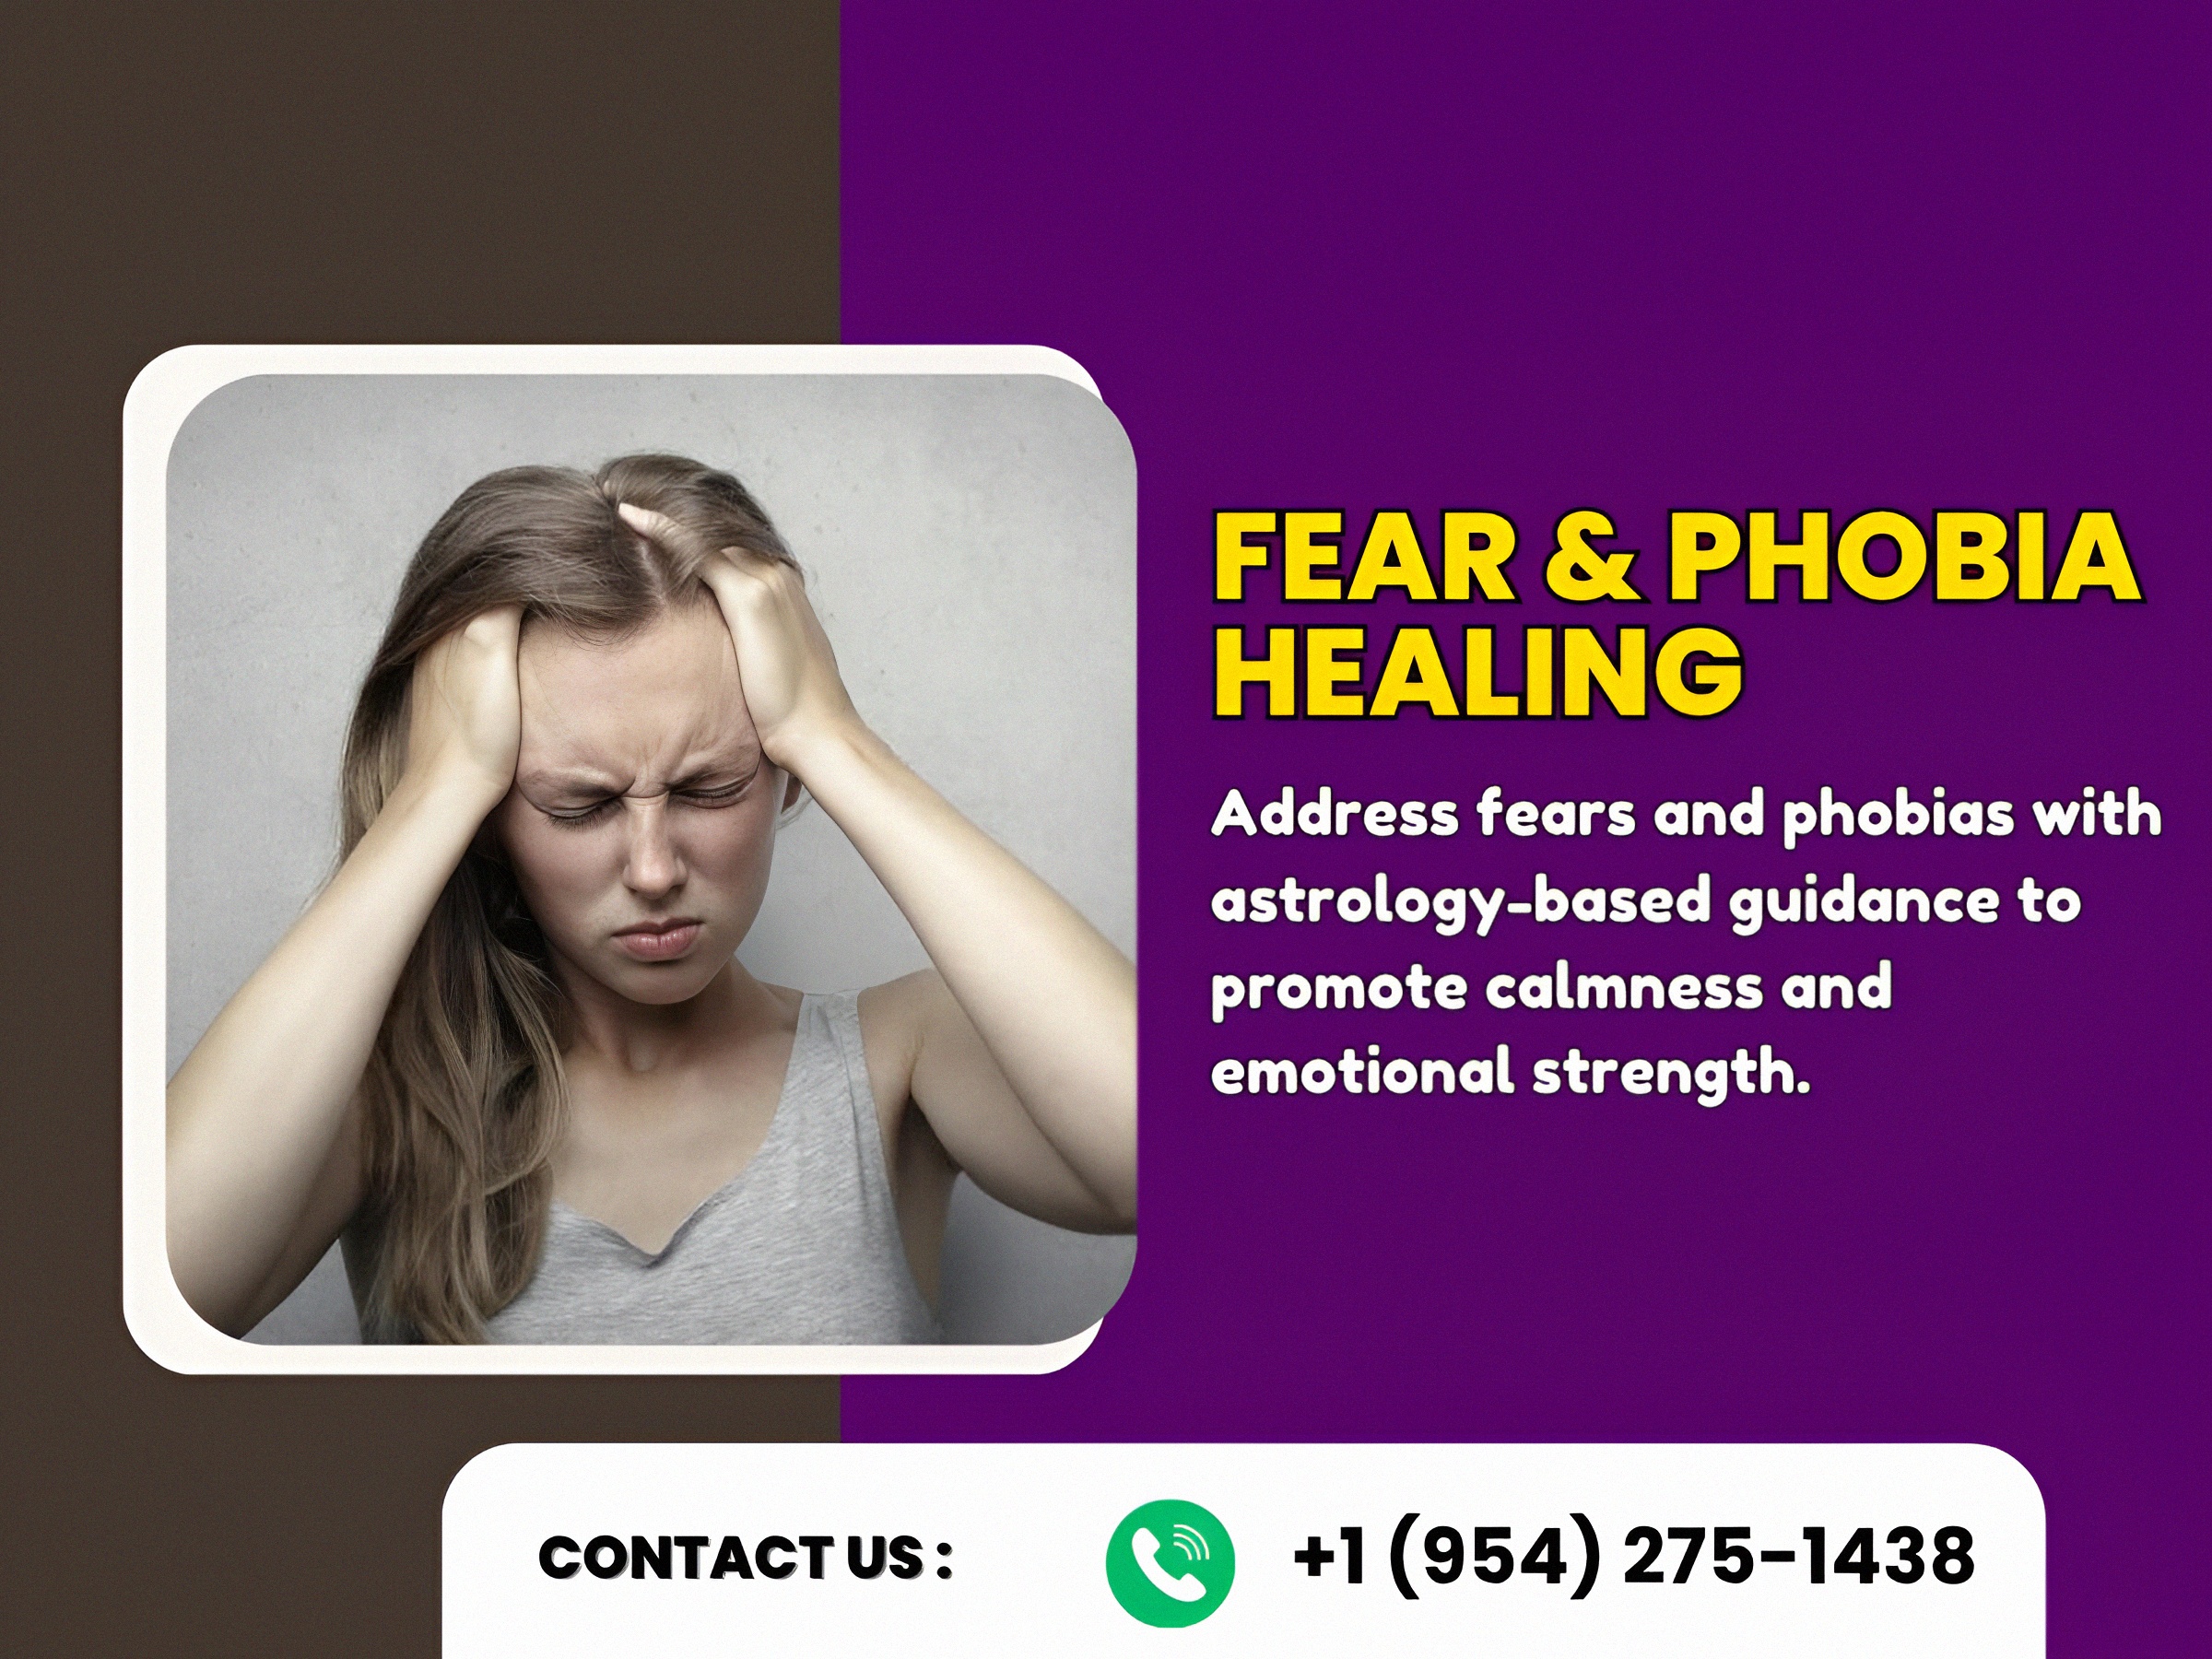 FEAR & PHOBIA
HEALING
Address fears and phobias with
astrology-based guidance to
promote calmness and
emotional strength.
CONTACT US :
+1 (954) 275-1438